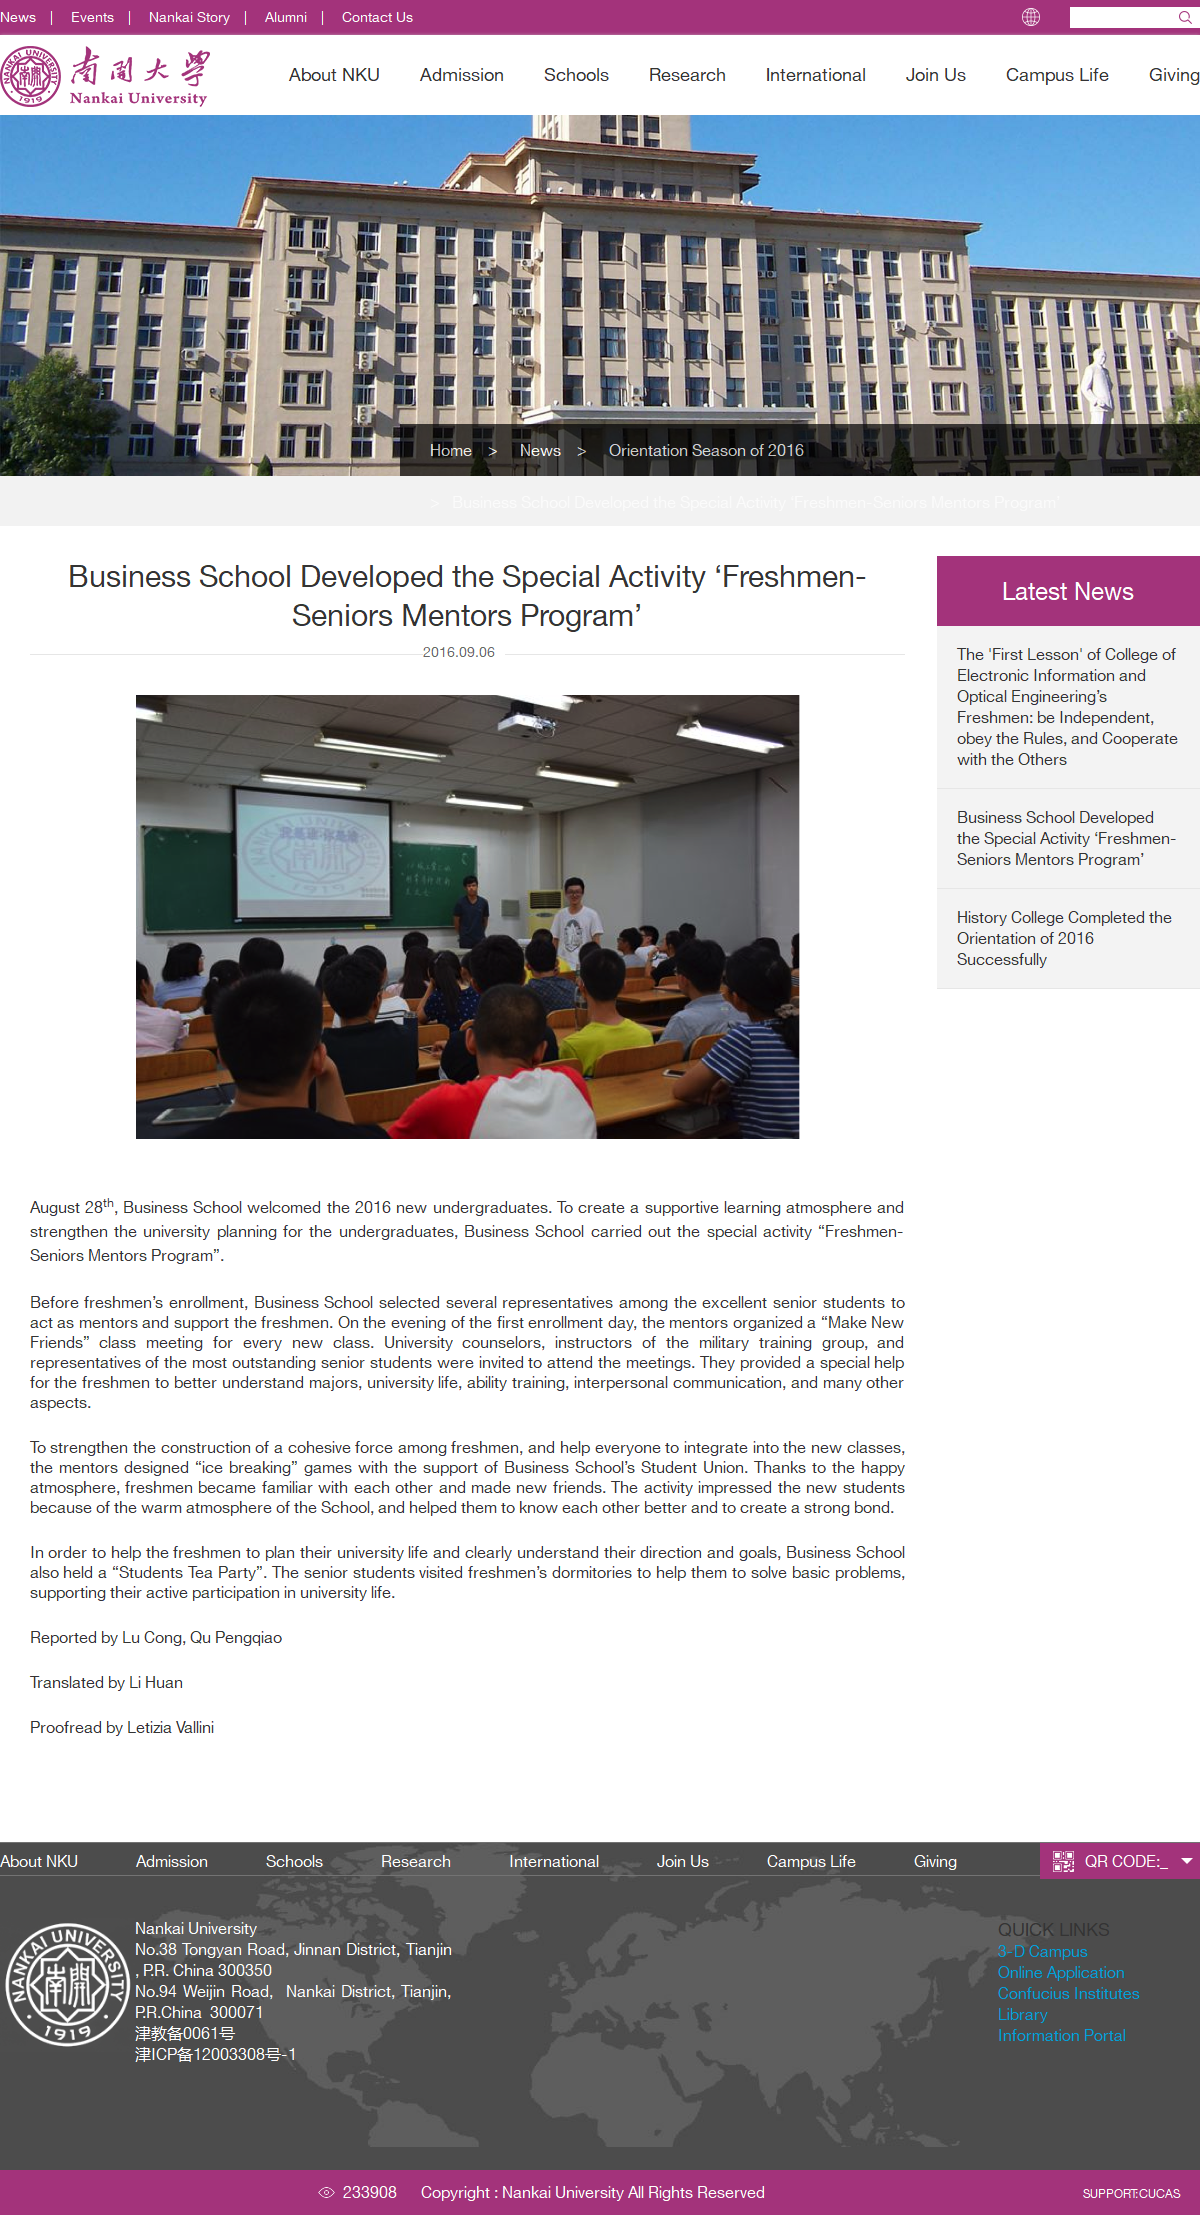 News | Events | Nankai Story | Alumni | Contact Us
NANKAI UNIVERSITY
1919
南開大學
Nankai University
About NKU Admission Schools Research International Join Us Campus Life Giving
Home > News > Orientation Season of 2016
> Business School Developed the Special Activity ‘Freshmen-Seniors Mentors Program’
Business School Developed the Special Activity ‘Freshmen-
Seniors Mentors Program’
2016.09.06
1919
August 28th, Business School welcomed the 2016 new undergraduates. To create a supportive learning atmosphere and
strengthen the university planning for the undergraduates, Business School carried out the special activity “Freshmen-
Seniors Mentors Program”.
Before freshmen’s enrollment, Business School selected several representatives among the excellent senior students to
act as mentors and support the freshmen. On the evening of the first enrollment day, the mentors organized a “Make New
Friends” class meeting for every new class. University counselors, instructors of the military training group, and
representatives of the most outstanding senior students were invited to attend the meetings. They provided a special help
for the freshmen to better understand majors, university life, ability training, interpersonal communication, and many other
aspects.
To strengthen the construction of a cohesive force among freshmen, and help everyone to integrate into the new classes,
the mentors designed “ice breaking” games with the support of Business School’s Student Union. Thanks to the happy
atmosphere, freshmen became familiar with each other and made new friends. The activity impressed the new students
because of the warm atmosphere of the School, and helped them to know each other better and to create a strong bond.
In order to help the freshmen to plan their university life and clearly understand their direction and goals, Business School
also held a “Students Tea Party”. The senior students visited freshmen’s dormitories to help them to solve basic problems,
supporting their active participation in university life.
Reported by Lu Cong, Qu Pengqiao
Translated by Li Huan
Proofread by Letizia Vallini
Latest News
The 'First Lesson' of College of
Electronic Information and
Optical Engineering’s
Freshmen: be Independent,
obey the Rules, and Cooperate
with the Others
Business School Developed
the Special Activity ‘Freshmen-
Seniors Mentors Program’
History College Completed the
Orientation of 2016
Successfully
About NKU Admission Schools Research International Join Us Campus Life Giving
QR CODE:_
NANKAI UNIVERSITY
1919
Nankai University
No.38 Tongyan Road, Jinnan District, Tianjin
, P.R. China 300350
No.94 Weijin Road, Nankai District, Tianjin,
P.R.China 300071
津教备0061号
津ICP备12003308号-1
QUICK LINKS
3-D Campus
Online Application
Confucius Institutes
Library
Information Portal
233908 Copyright : Nankai University All Rights Reserved
SUPPORT:CUCAS